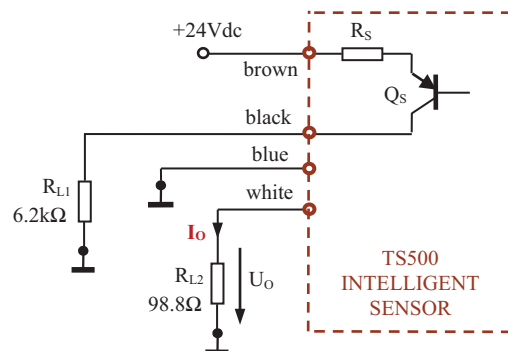 +24Vdc
brown
R_S
Q_S
black
blue
white
R_L1
6.2kΩ
I_O
R_L2
98.8Ω
U_O
TS500
INTELLIGENT
SENSOR